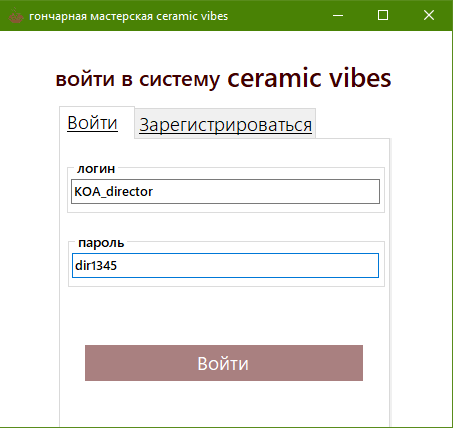 гончарная мастерская ceramic vibes
войти в систему ceramic vibes
Войти Зарегистрироваться
логин
KOA_director
пароль
dir1345
Войти